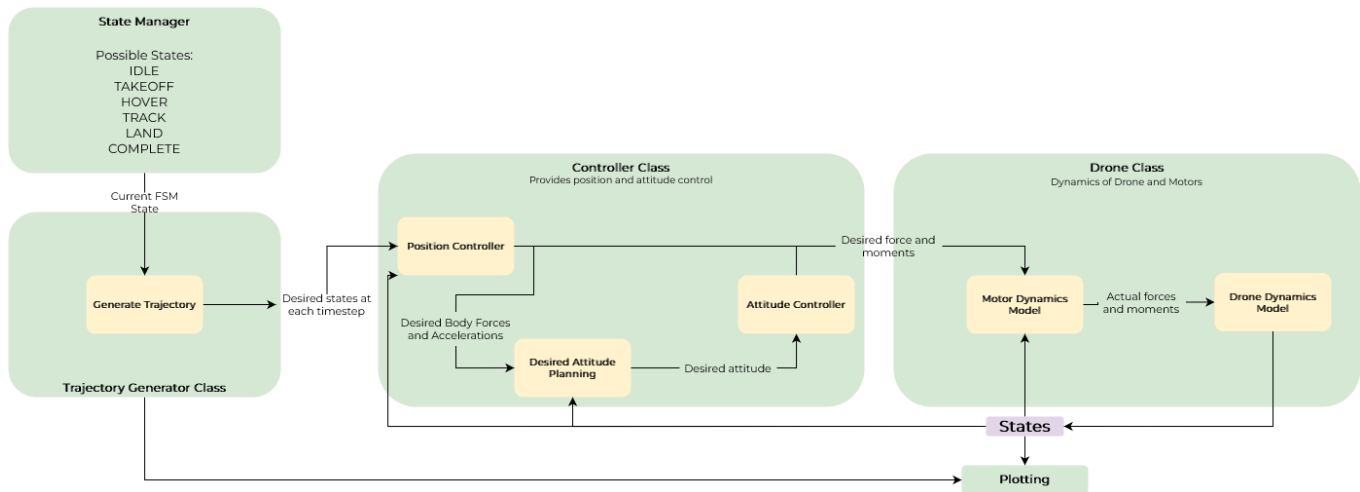 State Manager
Possible States:
IDLE
TAKEOFF
HOVER
TRACK
LAND
COMPLETE
Current FSM
State
Generate Trajectory
Trajectory Generator Class
Desired states at
each timestep
Controller Class
Provides position and attitude control
Position Controller
Desired Body Forces
and Accelerations
Desired Attitude
Planning
Desired attitude
Attitude Controller
Desired force and
moments
Drone Class
Dynamics of Drone and Motors
Motor Dynamics
Model
Actual forces
and moments
Drone Dynamics
Model
States
Plotting